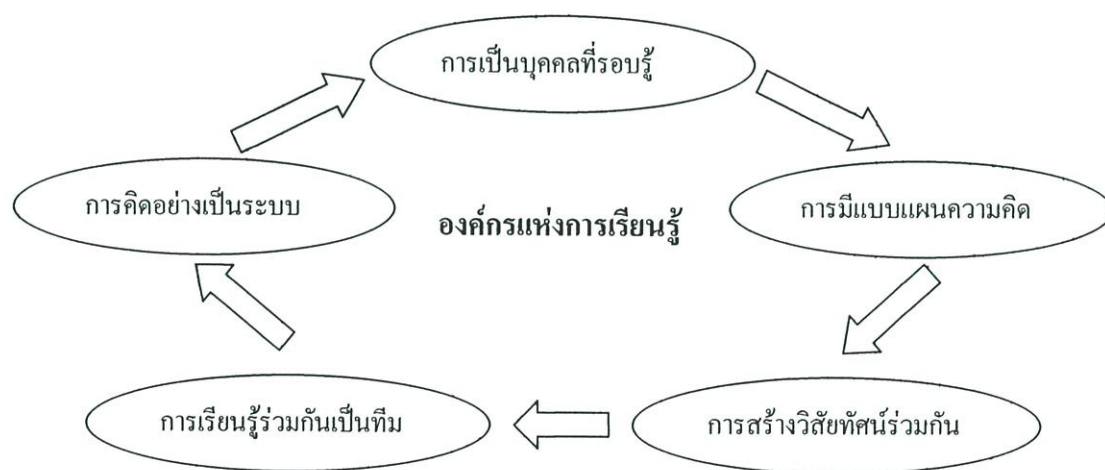 การเป็นบุคคลที่รอบรู้
การคิดอย่างเป็นระบบ
การมีแบบแผนความคิด
องค์กรแห่งการเรียนรู้
การเรียนรู้ร่วมกันเป็นทีม
การสร้างวิสัยทัศน์ร่วมกัน